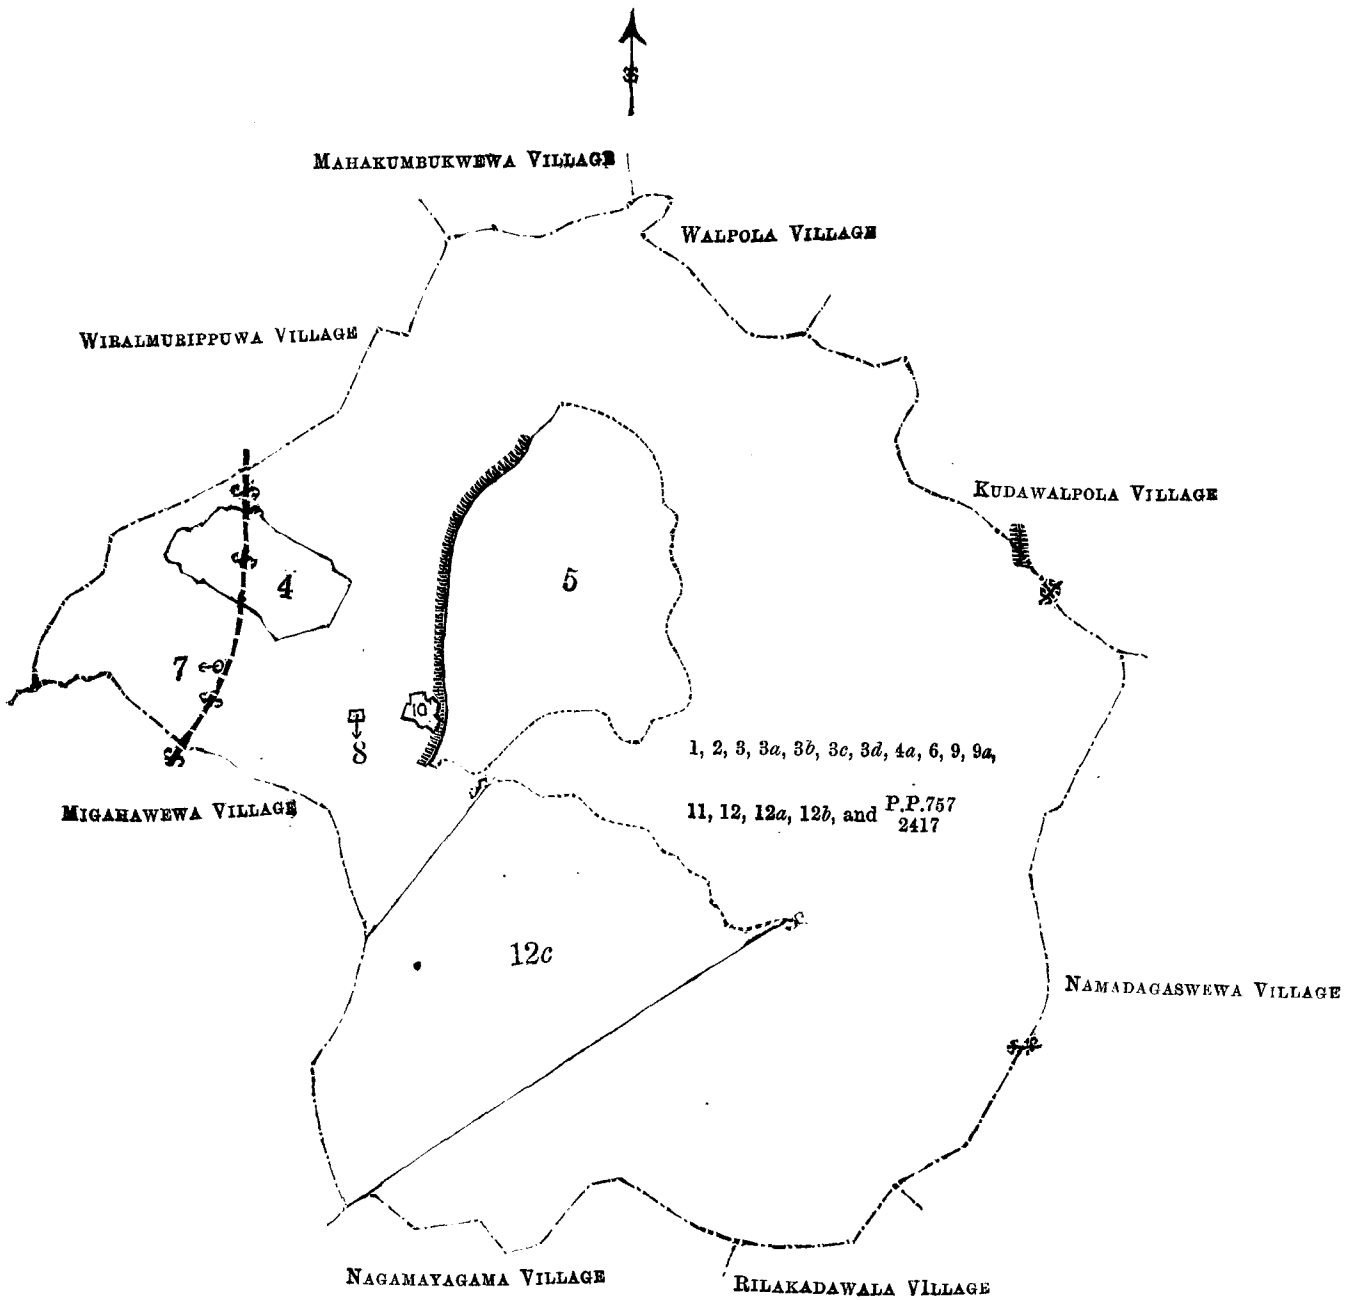 MAHAKUMBUKWEWA VILLAGE
WALPOLA VILLAGE
WIRALMURIPPUWA VILLAGE
KUDAWALPOLA VILLAGE
4
5
7
10
8
1, 2, 3, 3a, 3b, 3c, 3d, 4a, 6, 9, 9a,
11, 12, 12a, 12b, and P.P.757
2417
MIGAHAWEWA VILLAGE
12c
NAMADAGASWEWA VILLAGE
NAGAMAYAGAMA VILLAGE
RILAKADAWALA VILLAGE